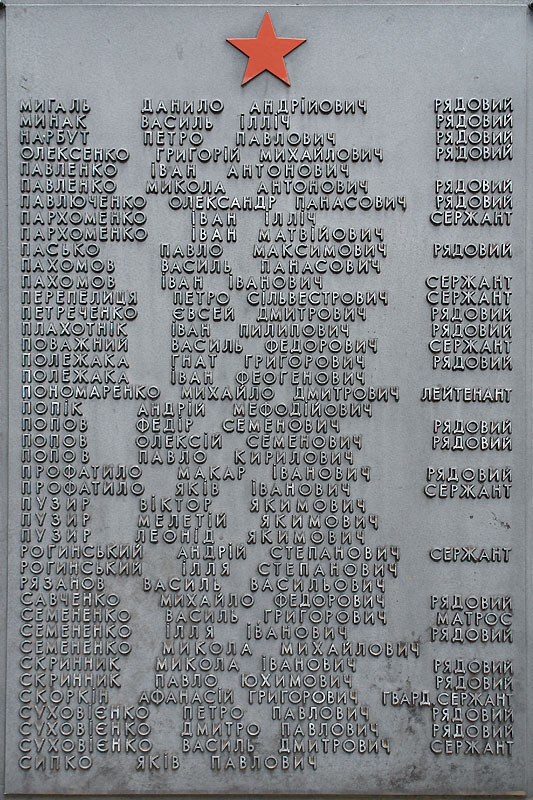 МИГАЛЬ ДАНИЛО АНДРІЙОВИЧ РЯДОВИЙ
МИНАК ВАСИЛЬ ІЛЛІЧ РЯДОВИЙ
НАРБУТ ПЕТРО ПАВЛОВИЧ РЯДОВИЙ
ОЛЕКСЕНКО ГРИГОРІЙ МИХАЙЛОВИЧ РЯДОВИЙ
ПАВЛЕНКО ІВАН АНТОНОВИЧ
ПАВЛЕНКО МИКОЛА АНТОНОВИЧ РЯДОВИЙ
ПАВЛЮЧЕНКО ОЛЕКСАНДР ПАНАСОВИЧ РЯДОВИЙ
ПАРХОМЕНКО ІВАН ІЛЛІЧ СЕРЖАНТ
ПАРХОМЕНКО ІВАН МАТВІЙОВИЧ
ПАСЬКО ПАВЛО МАКСИМОВИЧ РЯДОВИЙ
ПАХОМОВ ВАСИЛЬ ПАНАСОВИЧ
ПАХОМОВ ІВАН ІВАНОВИЧ СЕРЖАНТ
ПЕРЕПЕЛИЦЯ ПЕТРО СІЛЬВЕСТРОВИЧ СЕРЖАНТ
ПЕТРЕЧЕНКО ЄВСЕЙ ДМИТРОВИЧ РЯДОВИЙ
ПЛАХОТНІК ІВАН ПИЛИПОВИЧ РЯДОВИЙ
ПОВАЖНИЙ ВАСИЛЬ ФЕДОРОВИЧ СЕРЖАНТ
ПОЛЕЖАКА ГНАТ ГРИГОРОВИЧ РЯДОВИЙ
ПОЛЕЖАКА ІВАН ФЕОГЕНОВИЧ
ПОНОМАРЕНКО МИХАЙЛО ДМИТРОВИЧ ЛЕЙТЕНАНТ
ПОПІК АНДРІЙ МЕФОДІЙОВИЧ
ПОПОВ ФЕДІР СЕМЕНОВИЧ РЯДОВИЙ
ПОПОВ ОЛЕКСІЙ СЕМЕНОВИЧ РЯДОВИЙ
ПОПОВ ПАВЛО КИРИЛОВИЧ
ПРОФАТИЛО МАКАР ІВАНОВИЧ РЯДОВИЙ
ПРОФАТИЛО ЯКІВ ІВАНОВИЧ СЕРЖАНТ
ПУЗИР ВІКТОР ЯКИМОВИЧ
ПУЗИР МЕЛЕТІЙ ЯКИМОВИЧ
ПУЗИР ЛЕОНІД ЯКИМОВИЧ
РОГИНСЬКИЙ АНДРІЙ СТЕПАНОВИЧ СЕРЖАНТ
РОГИНСЬКИЙ ІЛЛЯ СТЕПАНОВИЧ
РЯЗАНОВ ВАСИЛЬ ВАСИЛЬОВИЧ
САВЧЕНКО МИХАЙЛО ФЕДОРОВИЧ РЯДОВИЙ
СЕМЕНЕНКО ВАСИЛЬ ГРИГОРОВИЧ МАТРОС
СЕМЕНЕНКО ІЛЛЯ ІВАНОВИЧ РЯДОВИЙ
СЕМЕНЕНКО МИКОЛА МИХАЙЛОВИЧ
СКРИННИК МИКОЛА ІВАНОВИЧ РЯДОВИЙ
СКРИННИК ПАВЛО ЮХИМОВИЧ РЯДОВИЙ
СКОРКІН АФАНАСІЙ ГРИГОРОВИЧ ГВАРД.СЕРЖАНТ
СУХОВІЄНКО ПЕТРО ПАВЛОВИЧ РЯДОВИЙ
СУХОВІЄНКО ДМИТРО ПАВЛОВИЧ РЯДОВИЙ
СУХОВІЄНКО ВАСИЛЬ ДМИТРОВИЧ СЕРЖАНТ
СИПКО ЯКІВ ПАВЛОВИЧ